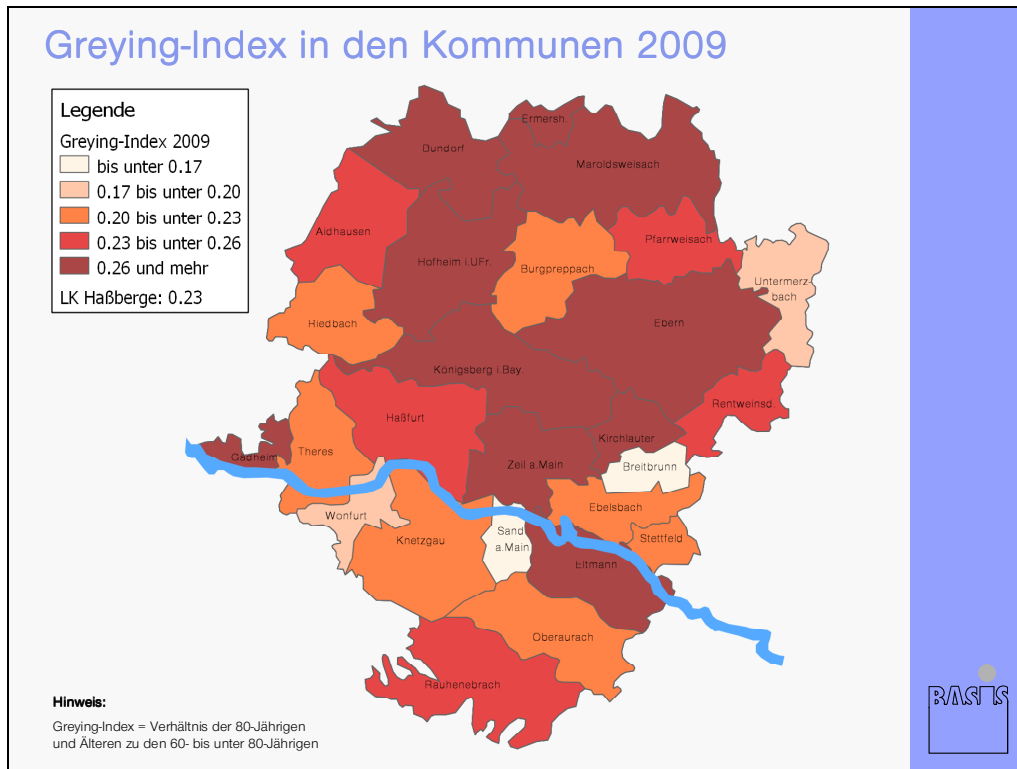 Greying-Index in den Kommunen 2009
Legende
Greying-Index 2009
bis unter 0.17
0.17 bis unter 0.20
0.20 bis unter 0.23
0.23 bis unter 0.26
0.26 und mehr
LK Haßberge: 0.23
Ermersh.
Dundorf
Maroldsweisach
Aidhausen
Pfarrweisach
Hofheim i.UFr.
Burgpreppach
Untermerz-
bach
Riedbach
Ebern
Königsberg i.Bay.
Rentweinsd.
Haßfurt
Kirchlauter
Theres
Gädheim
Zeil a.Main
Breitbrunn
Ebelsbach
Wonfurt
Sand
a.Main
Knetzgau
Stettfeld
Eltmann
Oberaurach
Rauhenebrach
Hinweis:
Greying-Index = Verhältnis der 80-Jährigen
und Älteren zu den 60- bis unter 80-Jährigen
BASIS